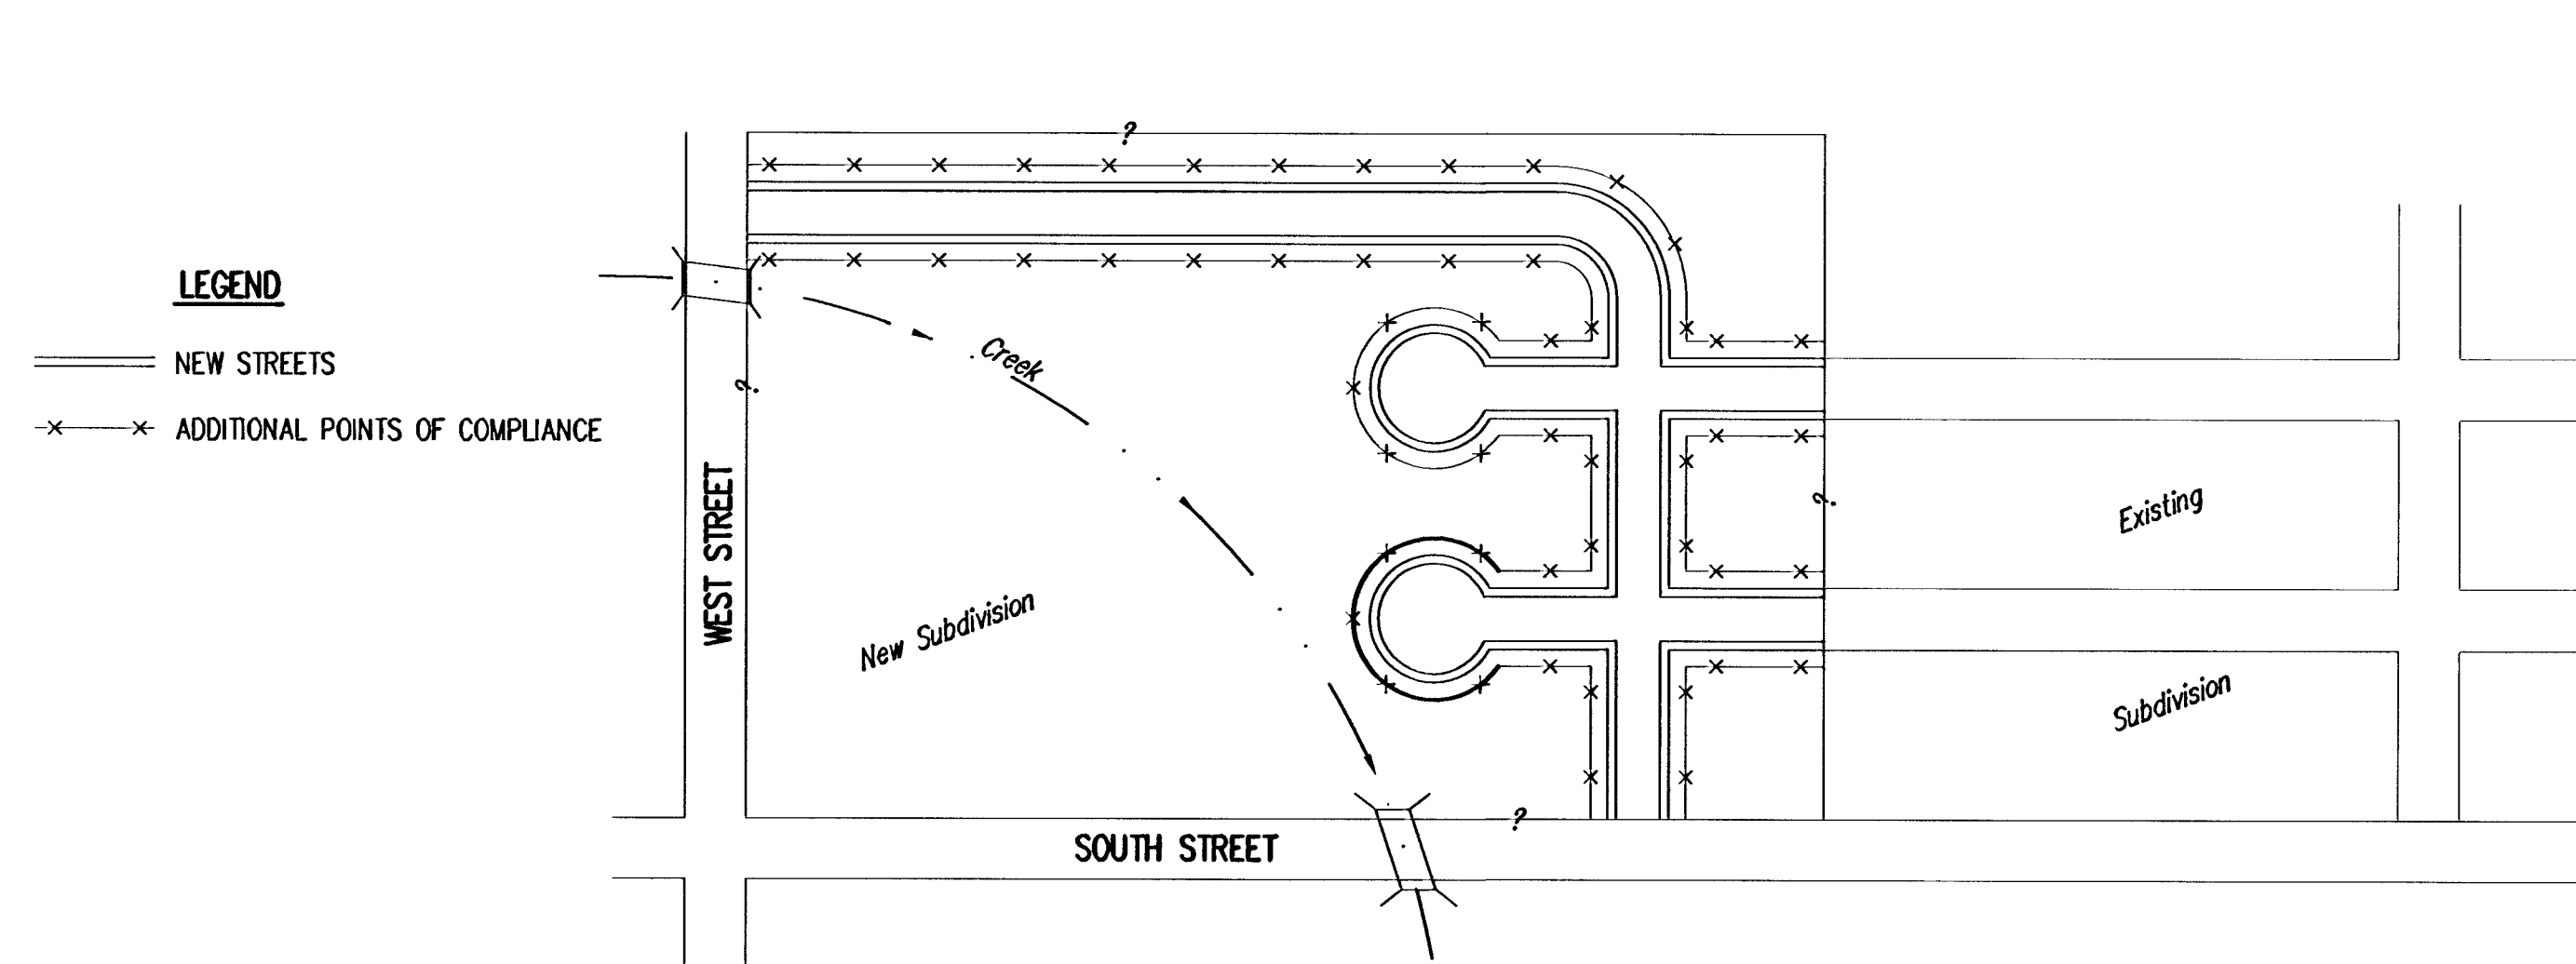 ?
LEGEND
NEW STREETS
ADDITIONAL POINTS OF COMPLIANCE
Creek
?
WEST STREET
New Subdivision
?
Existing
Subdivision
?
SOUTH STREET